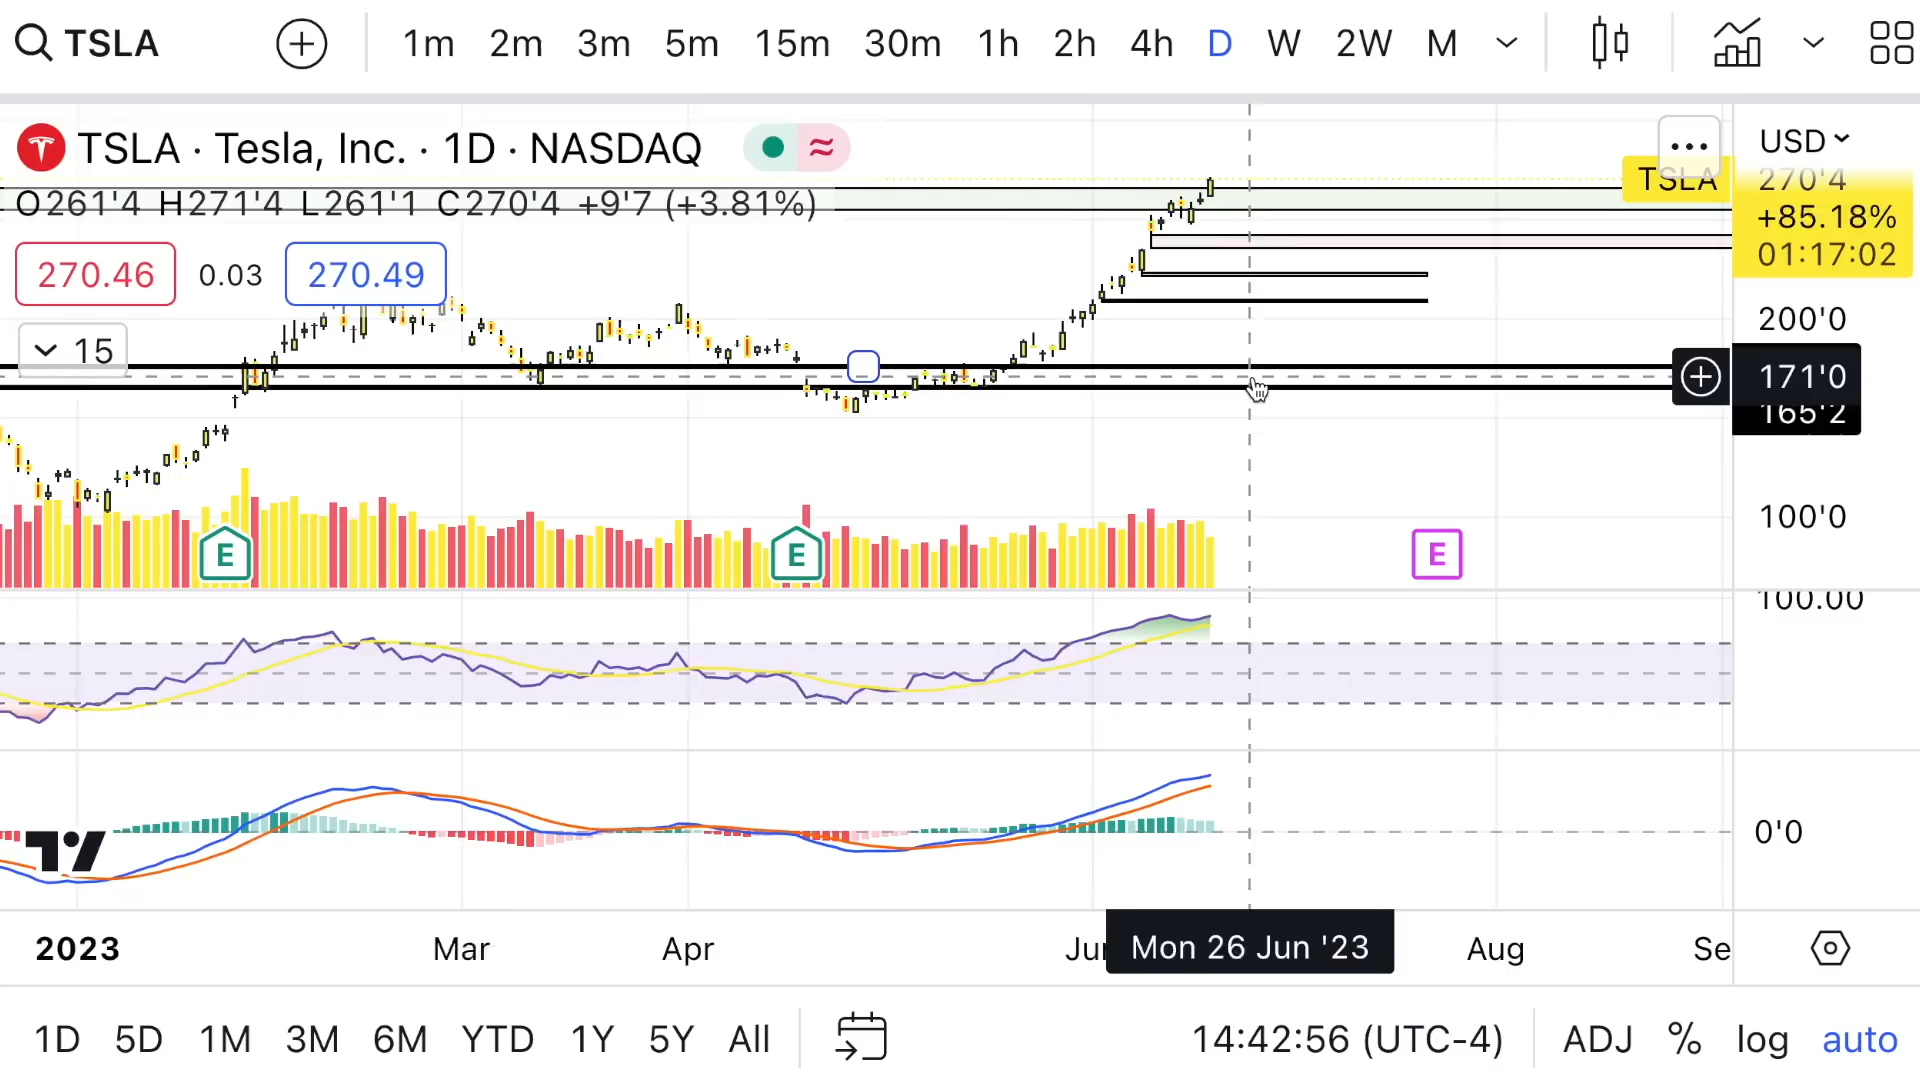 TSLA 1m 2m 3m 5m 15m 30m 1h 2h 4h D W 2W M
TSLA · Tesla, Inc. · 1D · NASDAQ
USD
O261'4 H271'4 L261'1 C270'4 +9'7 (+3.81%)
TSLA 270'4
+85.18%
01:17:02
270.46 0.03 270.49
200'0
15
171'0
165'2
100'0
E E E
100.00
0'0
2023 Mar Apr Jun Mon 26 Jun '23 Aug Se
1D 5D 1M 3M 6M YTD 1Y 5Y All 14:42:56 (UTC-4) ADJ % log auto